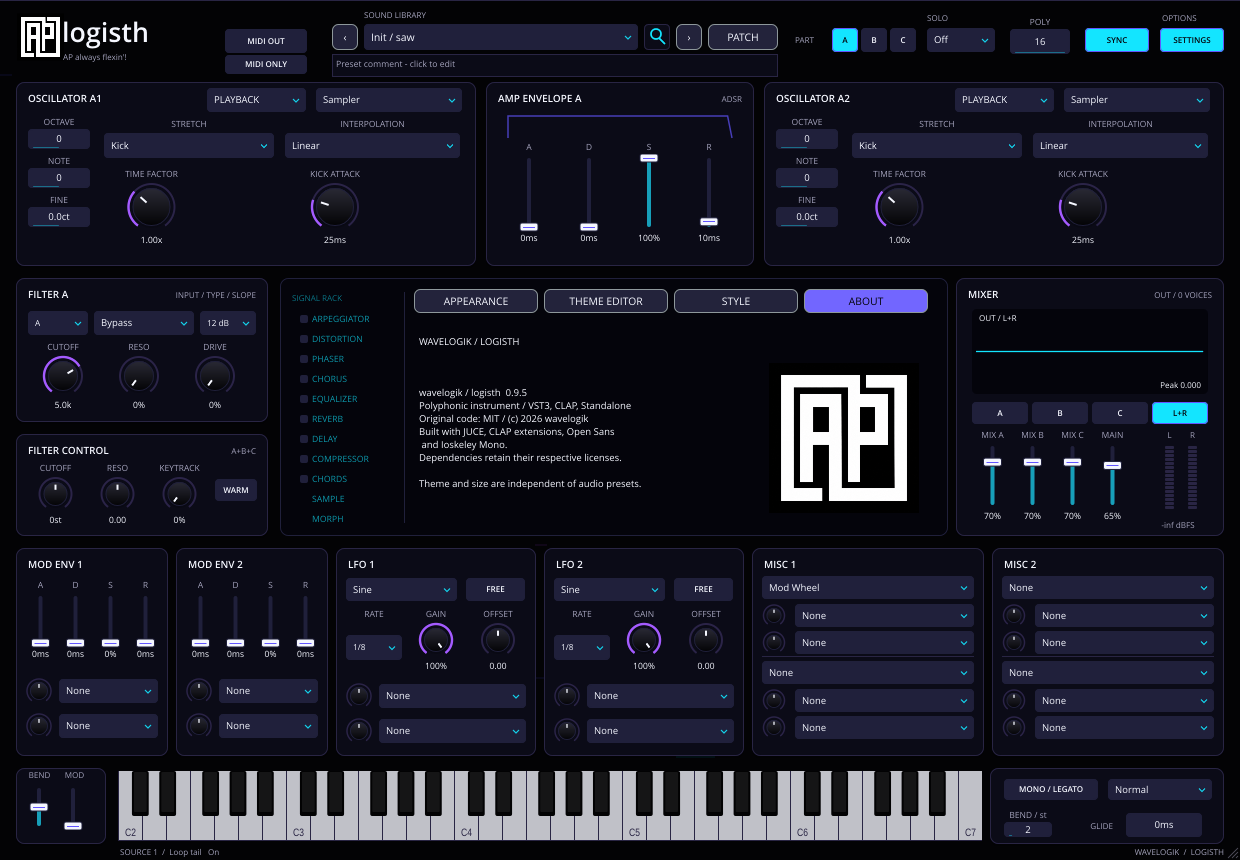 AP logisth
AP always flexin'!
MIDI OUT
MIDI ONLY
SOUND LIBRARY
‹ Init / saw › PATCH
Preset comment - click to edit
PART A B C
SOLO
Off
POLY
16
SYNC
OPTIONS
SETTINGS
OSCILLATOR A1 PLAYBACK Sampler
OCTAVE STRETCH INTERPOLATION
0 Kick Linear
NOTE
0
TIME FACTOR KICK ATTACK
FINE
0.0ct
1.00x 25ms
AMP ENVELOPE A ADSR
A D S R
0ms 0ms 100% 10ms
OSCILLATOR A2 PLAYBACK Sampler
OCTAVE STRETCH INTERPOLATION
0 Kick Linear
NOTE
0
TIME FACTOR KICK ATTACK
FINE
0.0ct
1.00x 25ms
FILTER A INPUT / TYPE / SLOPE
A Bypass 12 dB
CUTOFF RESO DRIVE
5.0k 0% 0%
FILTER CONTROL A+B+C
CUTOFF RESO KEYTRACK
WARM
0st 0.00 0%
SIGNAL RACK
ARPEGGIATOR
DISTORTION
PHASER
CHORUS
EQUALIZER
REVERB
DELAY
COMPRESSOR
CHORDS
SAMPLE
MORPH
APPEARANCE THEME EDITOR STYLE ABOUT
WAVELOGIK / LOGISTH
wavelogik / logisth 0.9.5
Polyphonic instrument / VST3, CLAP, Standalone
Original code: MIT / (c) 2026 wavelogik
Built with JUCE, CLAP extensions, Open Sans
and Ioskeley Mono.
Dependencies retain their respective licenses.
Theme and size are independent of audio presets.
AP
MIXER OUT / 0 VOICES
OUT / L+R
Peak 0.000
A B C L+R
MIX A MIX B MIX C MAIN L R
70% 70% 70% 65%
-inf dBFS
MOD ENV 1
A D S R
0ms 0ms 0% 0ms
None
None
MOD ENV 2
A D S R
0ms 0ms 0% 0ms
None
None
LFO 1
Sine FREE
RATE GAIN OFFSET
1/8
100% 0.00
None
None
LFO 2
Sine FREE
RATE GAIN OFFSET
1/8
100% 0.00
None
None
MISC 1
Mod Wheel
None
None
None
None
None
MISC 2
None
None
None
None
None
None
BEND MOD
C2 C3 C4 C5 C6 C7
MONO / LEGATO Normal
BEND / st
2
GLIDE 0ms
SOURCE 1 / Loop tail On
WAVELOGIK / LOGISTH